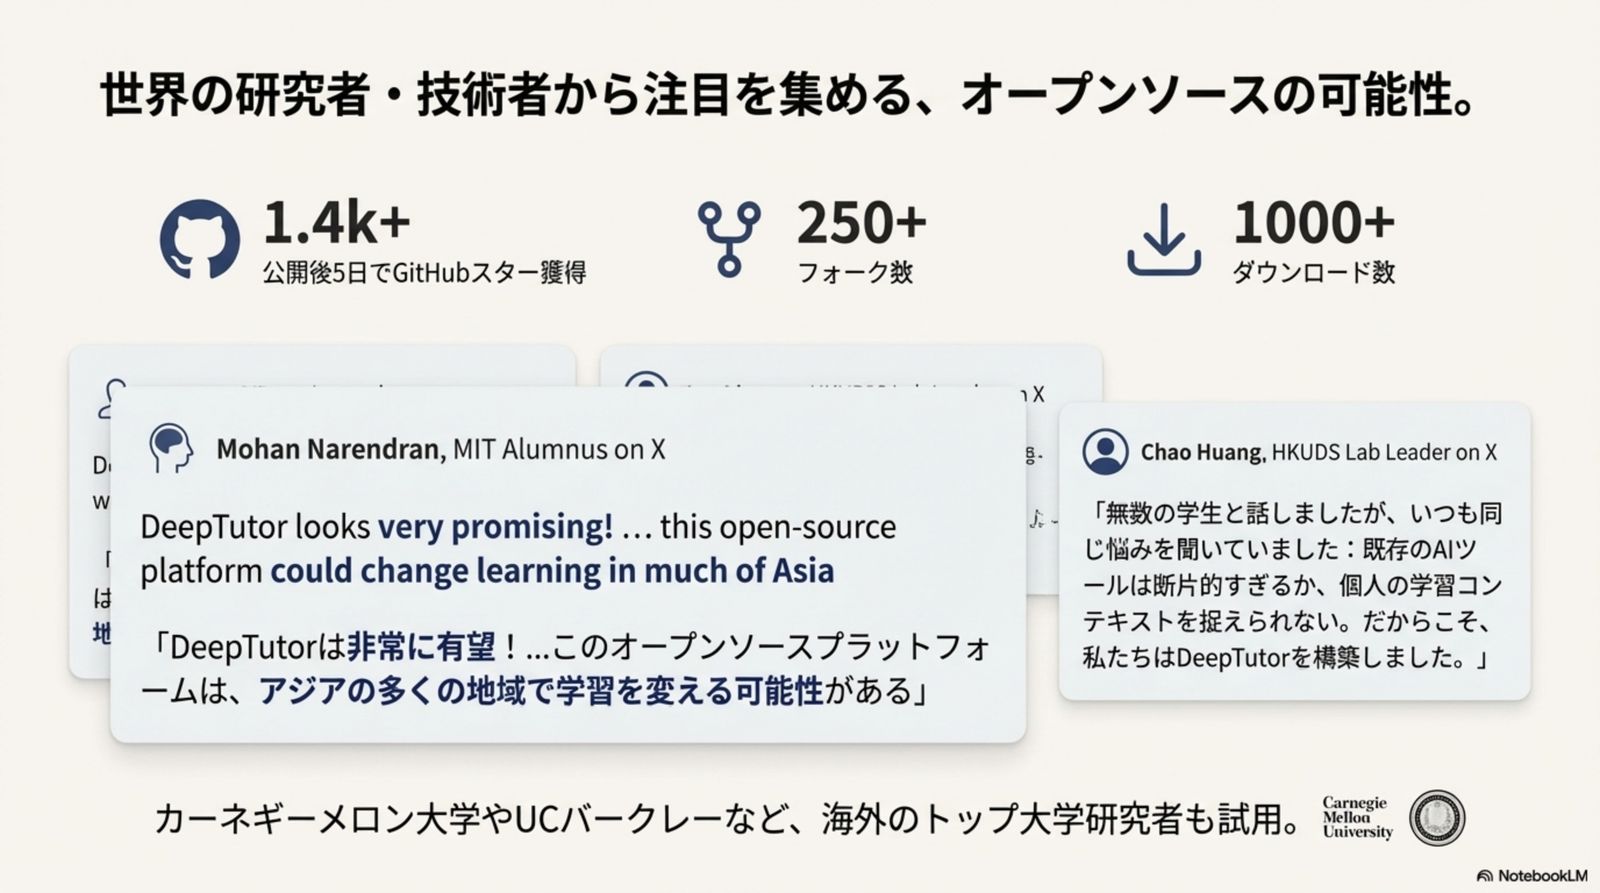 世界の研究者・技術者から注目を集める、オープンソースの可能性。
1.4k+
公開後5日でGitHubスター獲得
250+
フォーク数
1000+
ダウンロード数
on X
Mohan Narendran, MIT Alumnus on X
DeepTutor looks very promising! … this open-source
platform could change learning in much of Asia
「DeepTutorは非常に有望！...このオープンソースプラットフォ
ームは、アジアの多くの地域で学習を変える可能性がある」
Chao Huang, HKUDS Lab Leader on X
「無数の学生と話しましたが、いつも同
じ悩みを聞いていました：既存のAIツ
ールは断片的すぎるか、個人の学習コン
テキストを捉えられない。だからこそ、
私たちはDeepTutorを構築しました。」
カーネギーメロン大学やUCバークレーなど、海外のトップ大学研究者も試用。
Carnegie
Mellon
University
NotebookLM